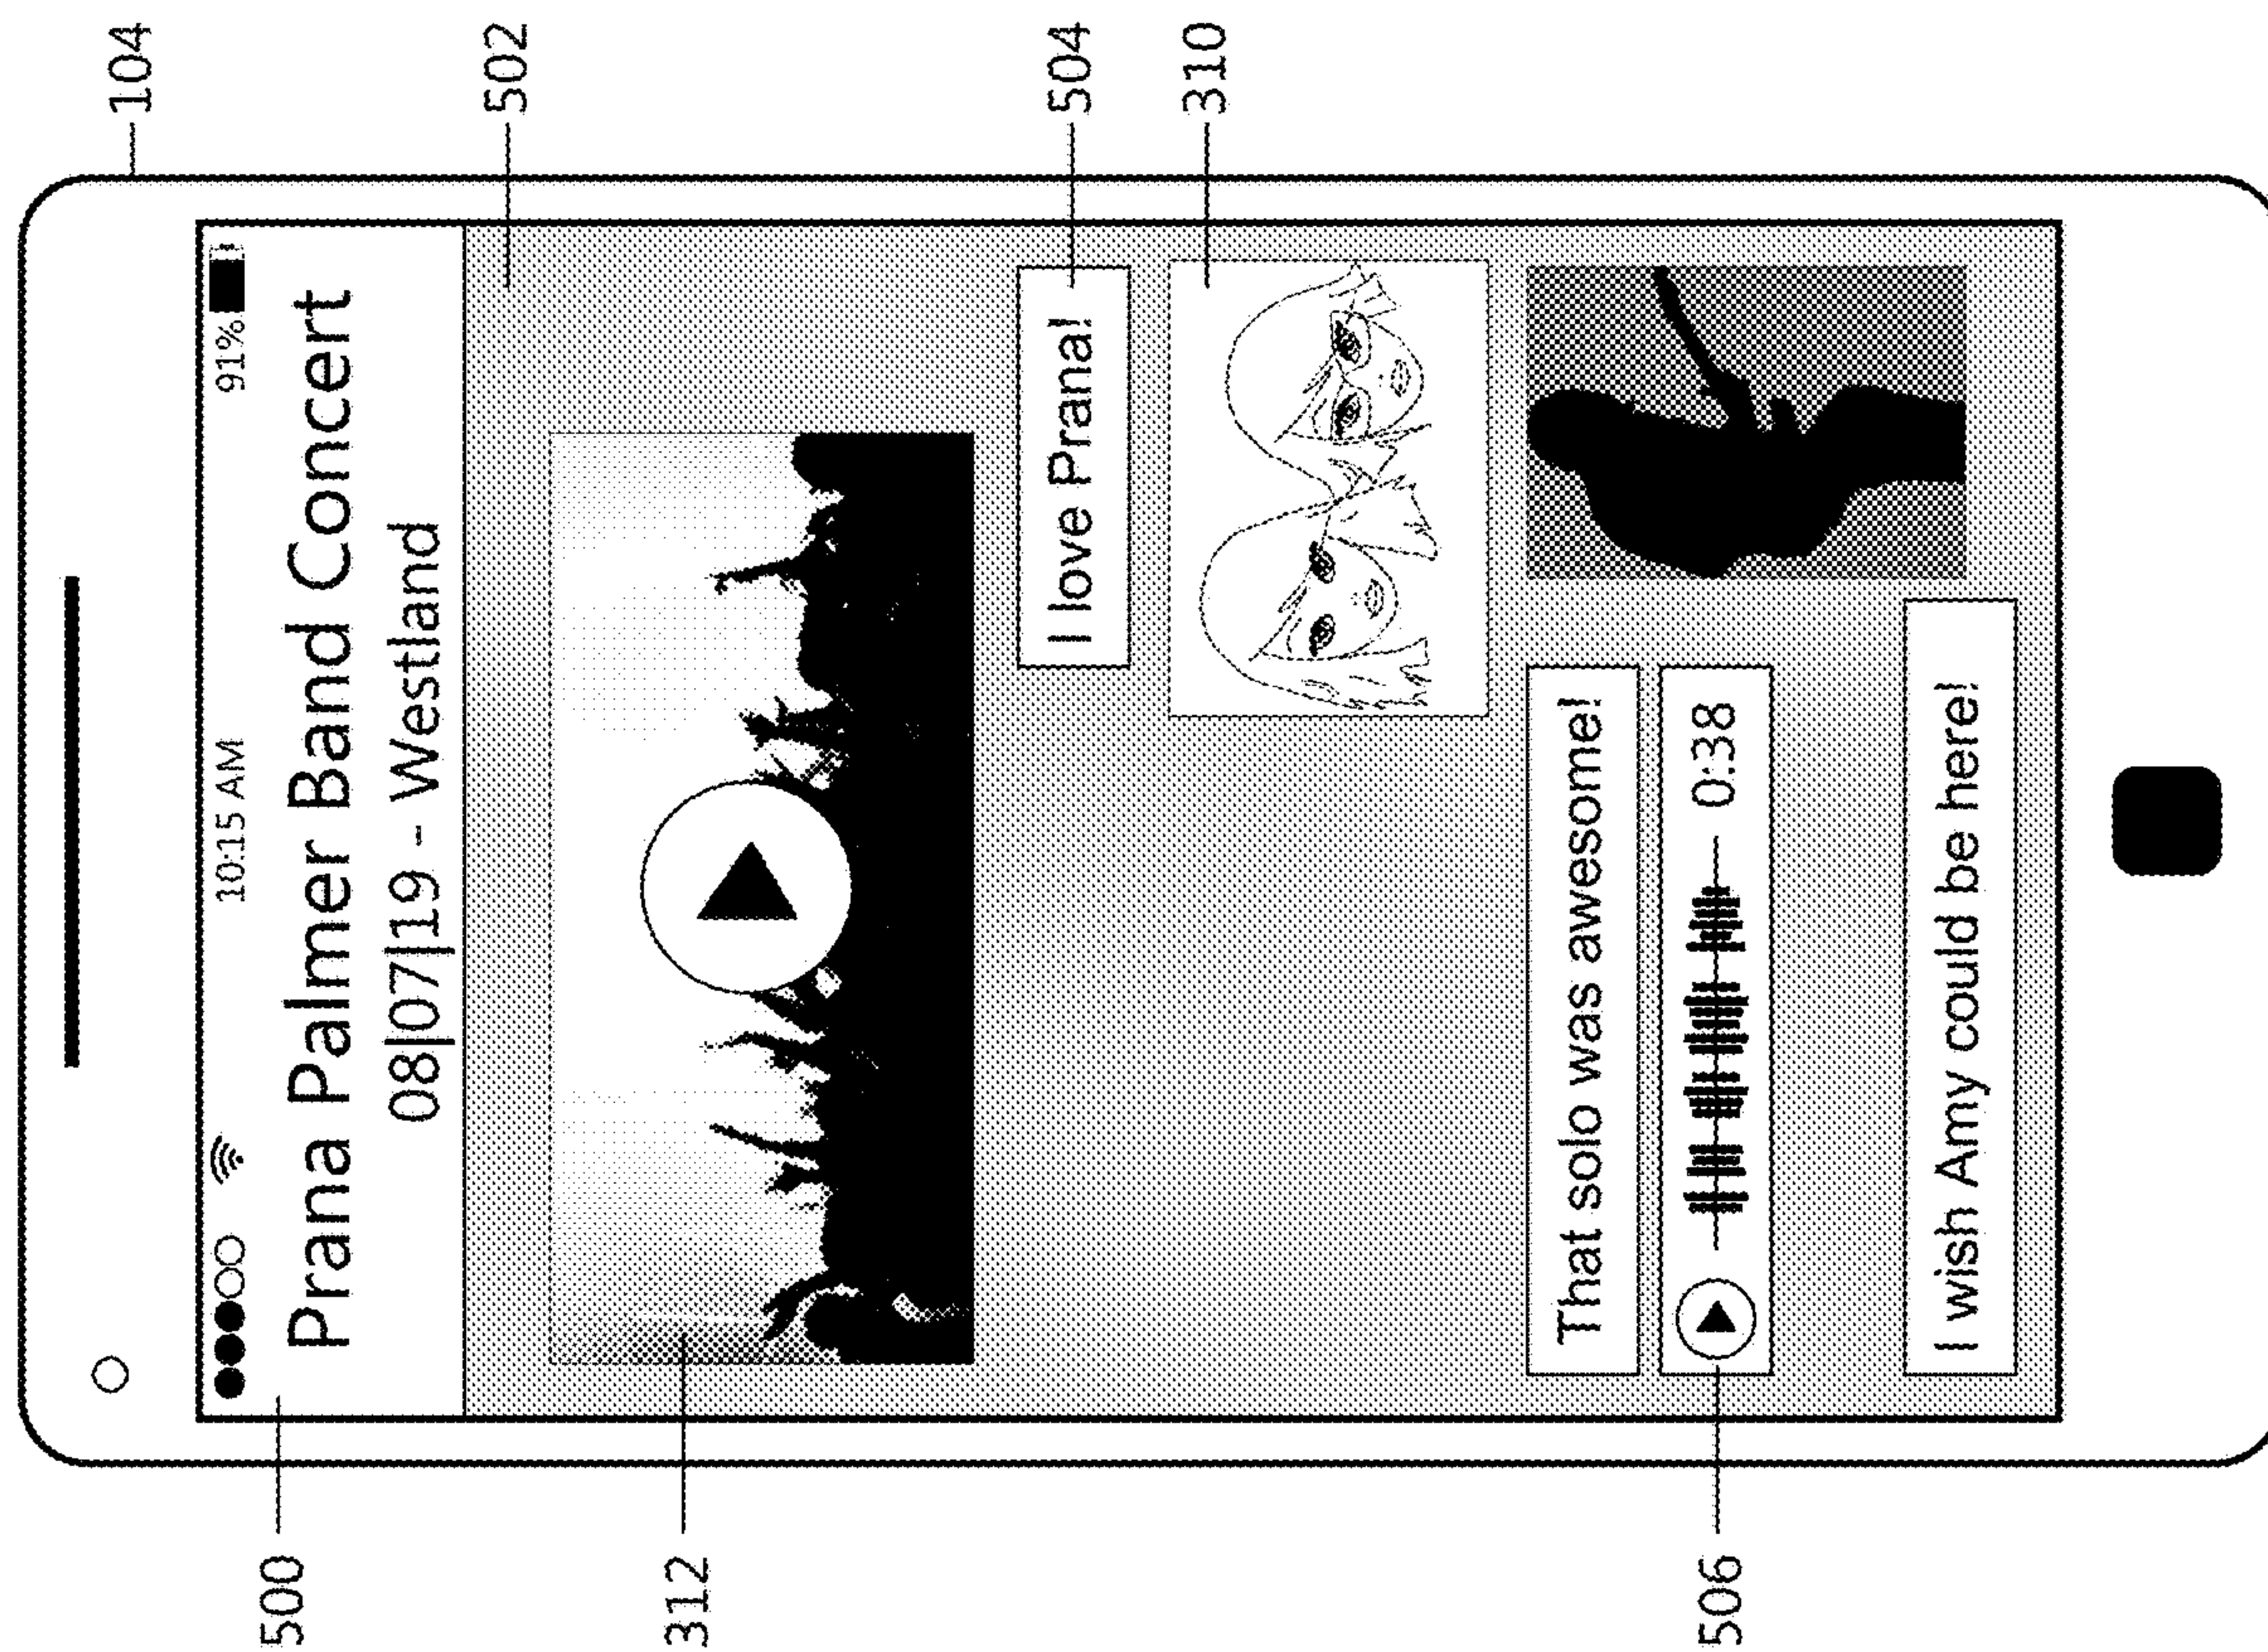 104
10:15 AM
91%
500
Prana Palmer Band Concert
08|07|19 - Westland
502
312
I love Prana!
504
310
That solo was awesome!
0:38
506
I wish Amy could be here!